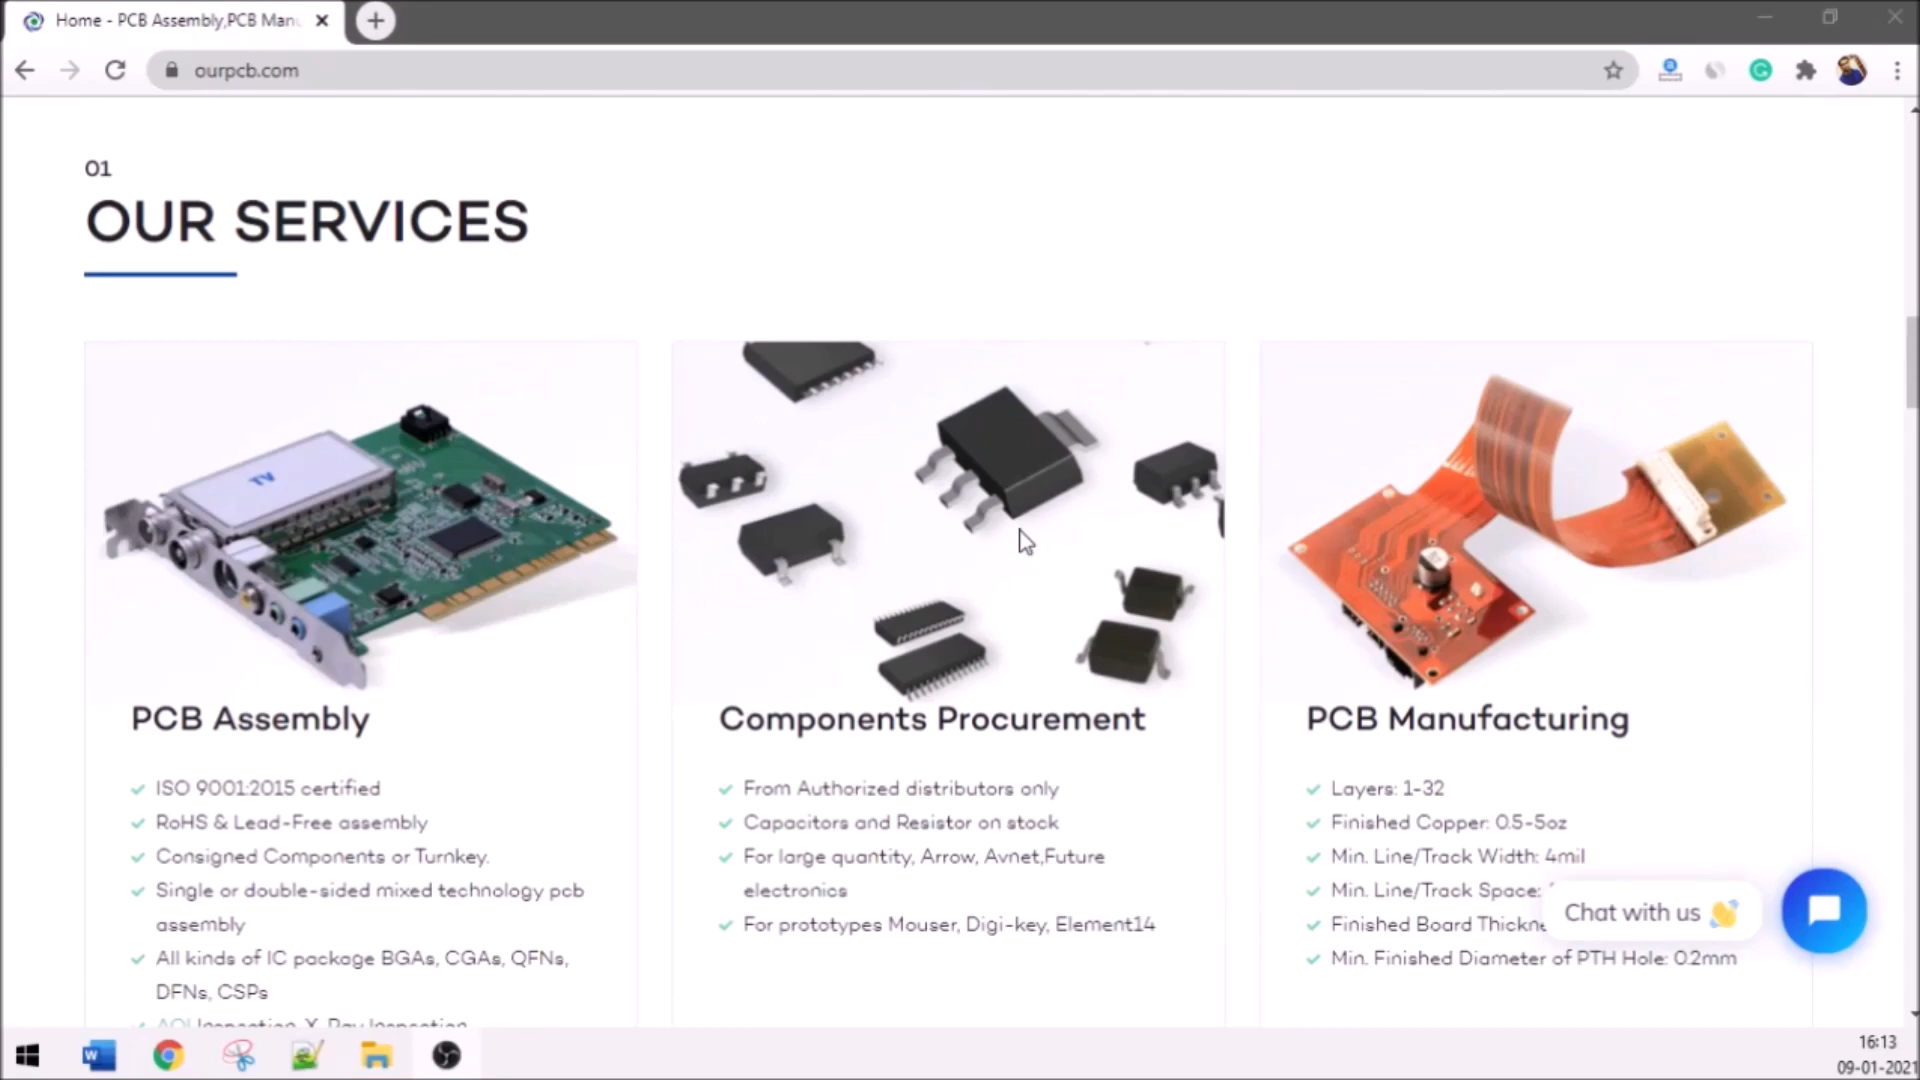 Home - PCB Assembly,PCB Man
ourpcb.com
01
OUR SERVICES
TV
PCB Assembly
ISO 9001:2015 certified
RoHS & Lead-Free assembly
Consigned Components or Turnkey.
Single or double-sided mixed technology pcb
assembly
All kinds of IC package BGAs, CGAs, QFNs,
DFNs, CSPs
AOI Inspection, X-Ray Inspection
Components Procurement
From Authorized distributors only
Capacitors and Resistor on stock
For large quantity, Arrow, Avnet,Future
electronics
For prototypes Mouser, Digi-key, Element14
PCB Manufacturing
Layers: 1-32
Finished Copper: 0.5-5oz
Min. Line/Track Width: 4mil
Min. Line/Track Space:
Finished Board Thickne
Min. Finished Diameter of PTH Hole: 0.2mm
Chat with us
16:13
09-01-2021